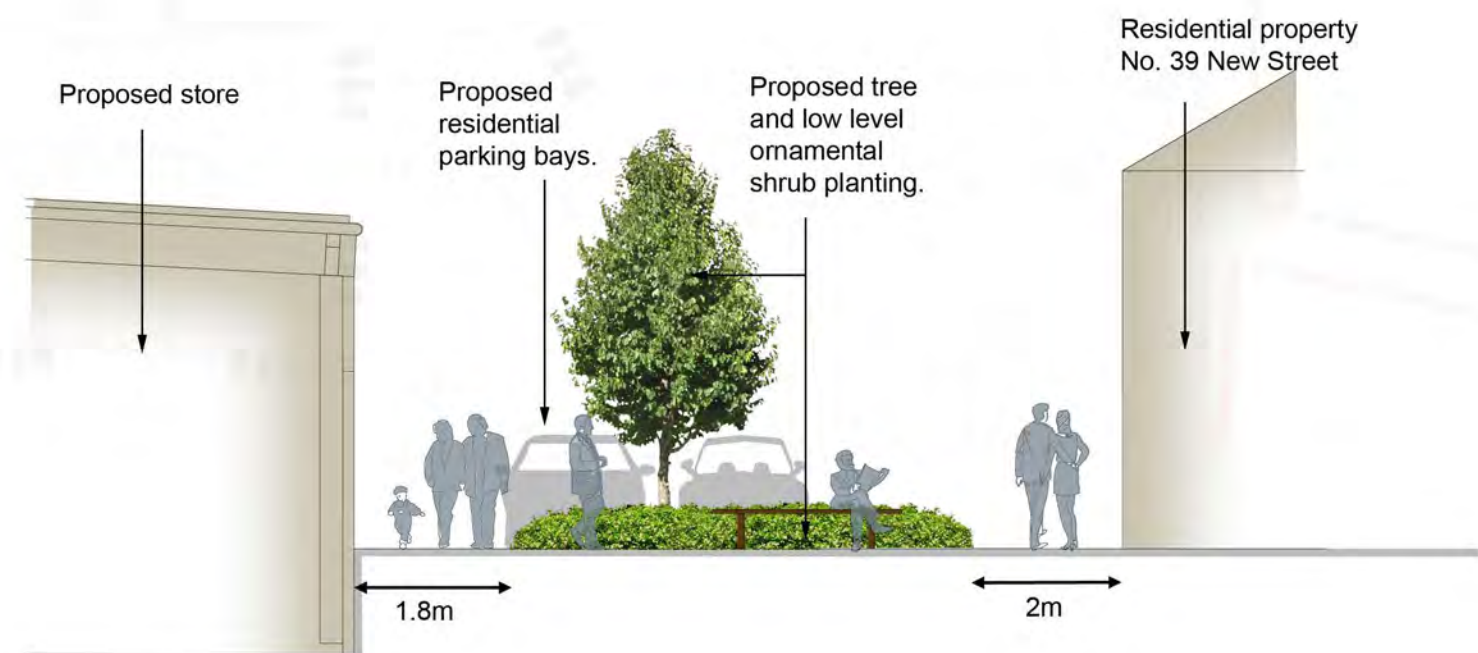 Proposed store
Proposed
residential
parking bays.
Proposed tree
and low level
ornamental
shrub planting.
Residential property
No. 39 New Street
1.8m
2m